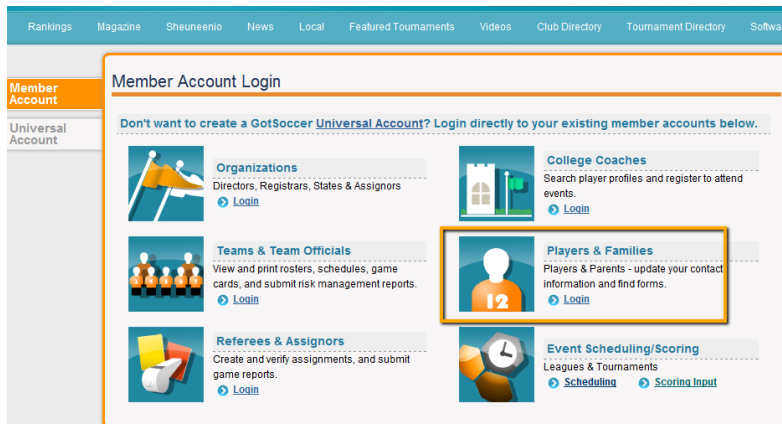 Rankings Magazine Sheuneenio News Local Featured Tournaments Videos Club Directory Tournament Directory Softwa
Member
Account
Universal
Account
Member Account Login
Don't want to create a GotSoccer Universal Account? Login directly to your existing member accounts below.
Organizations
Directors, Registrars, States & Assignors
Login
College Coaches
Search player profiles and register to attend
events.
Login
Teams & Team Officials
View and print rosters, schedules, game
cards, and submit risk management reports.
Login
12
Players & Families
Players & Parents - update your contact
information and find forms.
Login
Referees & Assignors
Create and verify assignments, and submit
game reports.
Login
Event Scheduling/Scoring
Leagues & Tournaments
Scheduling Scoring Input